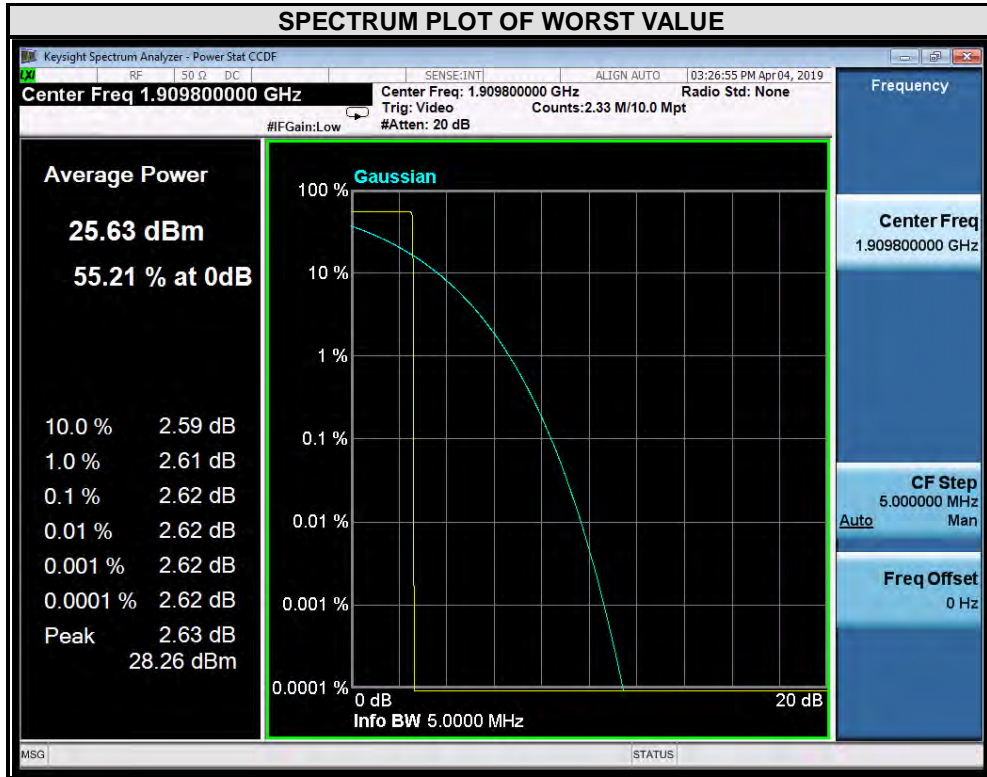 SPECTRUM PLOT OF WORST VALUE
Keysight Spectrum Analyzer - Power Stat CCDF
LXI RF 50 Ω DC SENSE:INT ALIGN AUTO 03:26:55 PM Apr 04, 2019
Center Freq 1.909800000 GHz
Center Freq: 1.909800000 GHz Radio Std: None
Trig: Video Counts:2.33 M/10.0 Mpt
#IFGain:Low #Atten: 20 dB
Frequency
Average Power
25.63 dBm
55.21 % at 0dB
10.0 % 2.59 dB
1.0 % 2.61 dB
0.1 % 2.62 dB
0.01 % 2.62 dB
0.001 % 2.62 dB
0.0001 % 2.62 dB
Peak 2.63 dB
28.26 dBm
Gaussian
100 %
10 %
1 %
0.1 %
0.01 %
0.001 %
0.0001 %
0 dB 20 dB
Info BW 5.0000 MHz
Center Freq
1.909800000 GHz
CF Step
5.000000 MHz
Auto Man
Freq Offset
0 Hz
MSG STATUS